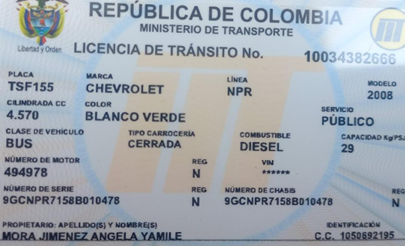 REPÚBLICA DE COLOMBIA
MINISTERIO DE TRANSPORTE
Libertad y Orden
LICENCIA DE TRÁNSITO No. 10034382666
PLACA MARCA LÍNEA MODELO
TSF155 CHEVROLET NPR 2008
CILINDRADA CC COLOR SERVICIO
4.570 BLANCO VERDE PÚBLICO
CLASE DE VEHÍCULO TIPO CARROCERÍA COMBUSTIBLE CAPACIDAD Kg/PSJ
BUS CERRADA DIESEL 29
NÚMERO DE MOTOR REG VIN
494978 N ******
NÚMERO DE SERIE REG NÚMERO DE CHASIS REG
9GCNPR7158B010478 N 9GCNPR7158B010478 N
PROPIETARIO: APELLIDO(S) Y NOMBRE(S) IDENTIFICACIÓN
MORA JIMENEZ ANGELA YAMILE C.C. 1050692195